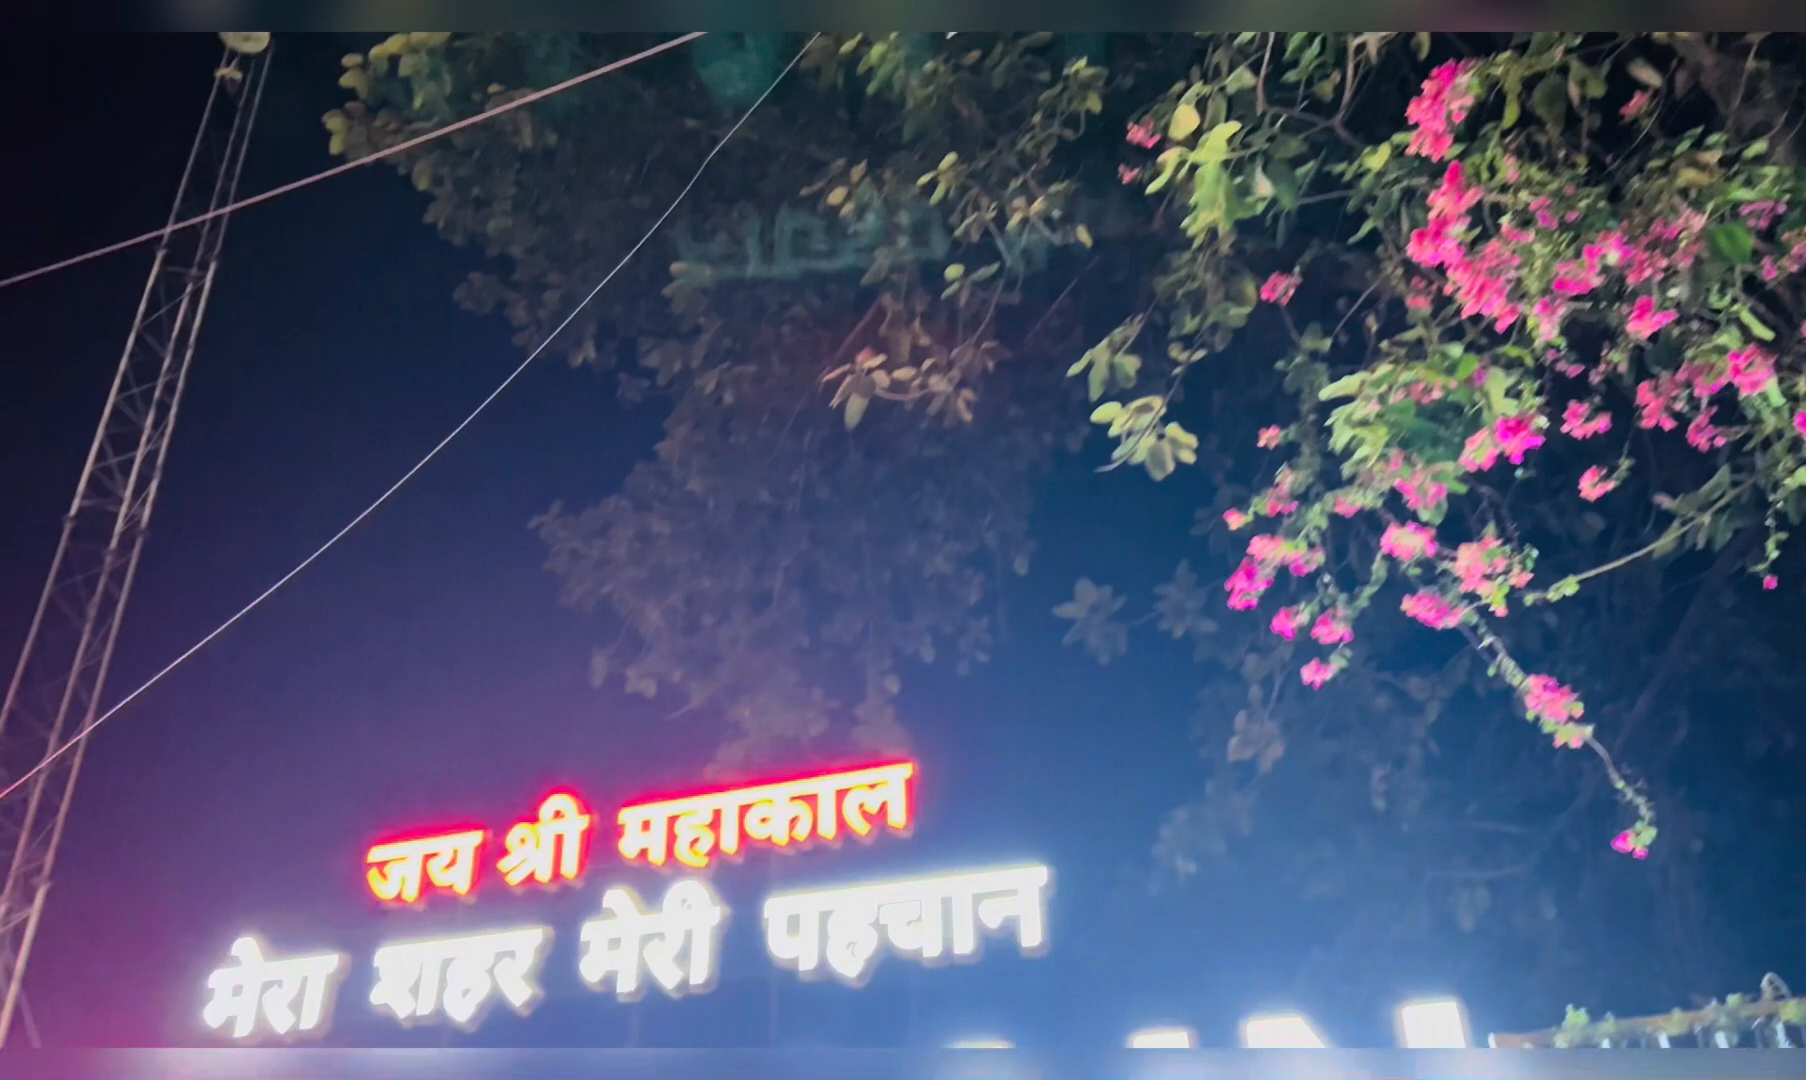 जय श्री महाकाल
मेरा शहर मेरी पहचान